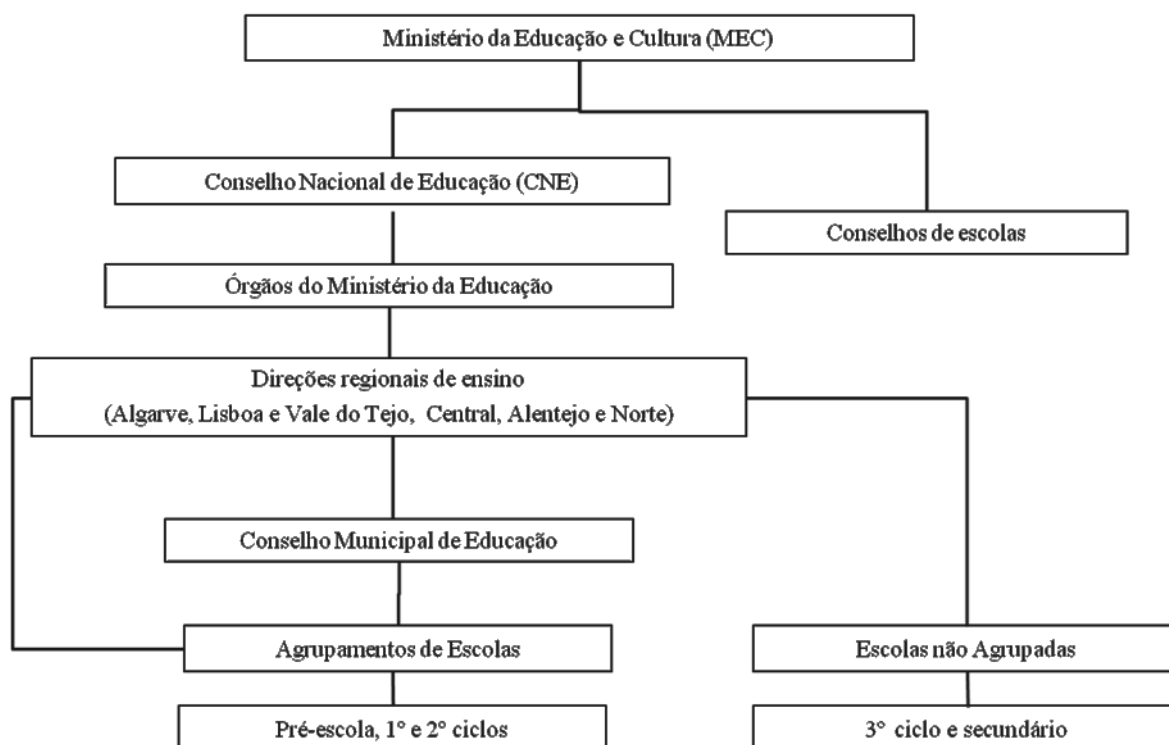 Ministério da Educação e Cultura (MEC)
Conselho Nacional de Educação (CNE)
Conselhos de escolas
Órgãos do Ministério da Educação
Direções regionais de ensino
(Algarve, Lisboa e Vale do Tejo, Central, Alentejo e Norte)
Conselho Municipal de Educação
Agrupamentos de Escolas
Escolas não Agrupadas
Pré-escola, 1º e 2º ciclos
3º ciclo e secundário